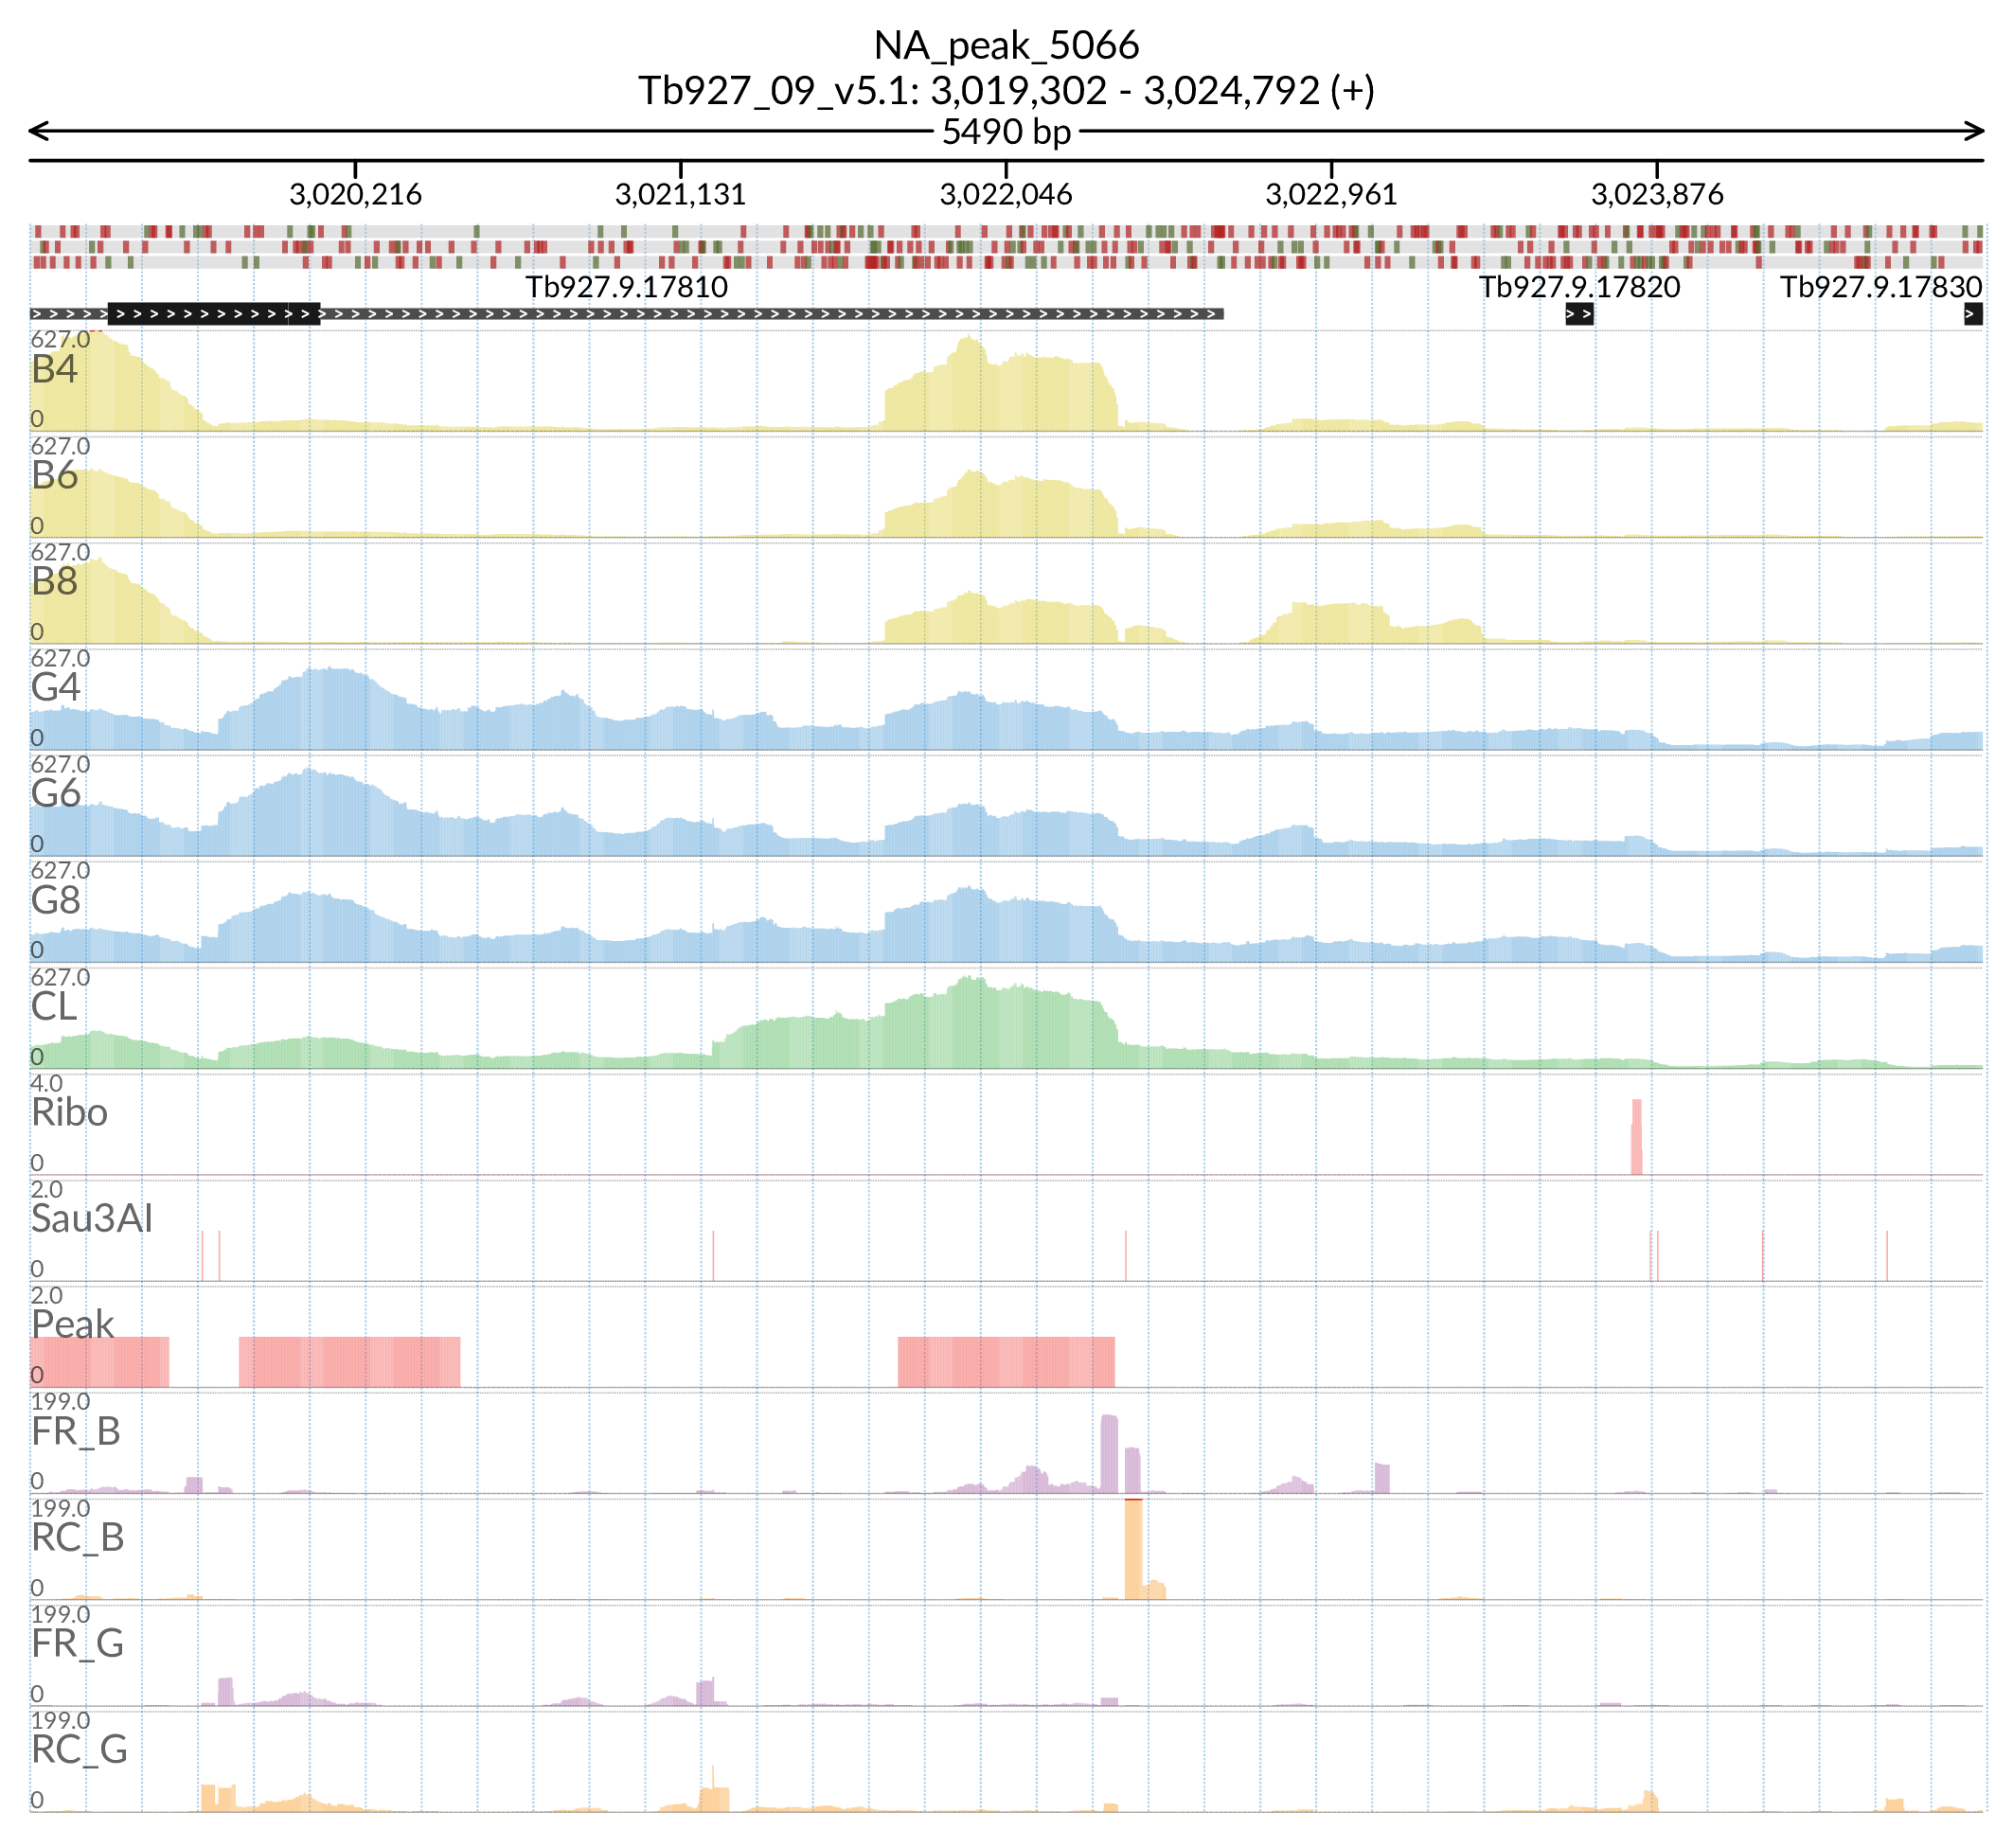 NA_peak_5066
Tb927_09_v5.1: 3,019,302 - 3,024,792 (+)
5490 bp
3,020,216 3,021,131 3,022,046 3,022,961 3,023,876
Tb927.9.17810 Tb927.9.17820 Tb927.9.17830
627.0
B4
0
627.0
B6
0
627.0
B8
0
627.0
G4
0
627.0
G6
0
627.0
G8
0
627.0
CL
0
4.0
Ribo
0
2.0
Sau3AI
0
2.0
Peak
0
199.0
FR_B
0
199.0
RC_B
0
199.0
FR_G
0
199.0
RC_G
0